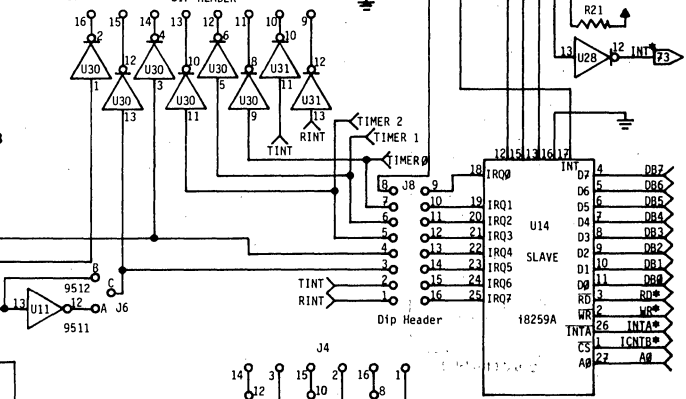 DIP HEADER
16 15 14 13 12 11 10 9
R21
2 12 4 10 6 8 10 12
U30 U30 U30 U30 U30 U30 U31 U31
1 13 3 11 5 9 11
13 U28 12 INT* 73
TINT RINT
TIMER 2
TIMER 1
TIMERØ
12 15 13 16 17
INT
8 J8 9 18 IRQØ D7 4 DB7
D6 5 DB6
7 10 19 IRQ1 D5 6 DB5
6 11 20 IRQ2 U14 D4 7 DB4
5 12 21 IRQ3 D3 8 DB3
4 13 22 IRQ4 SLAVE D2 9 DB2
3 14 23 IRQ5 D1 10 DB1
TINT 2 15 24 IRQ6 DØ 11 DBØ
RINT 1 16 25 IRQ7 RD 3 RD*
Dip Header i8259A WR 2 WR*
INTA 26 INTA*
CS 1 ICNTB*
AØ 27 AØ
B
9512 C
13 U11 12 A J6
9511
J4
14 3 15 2 16 1
12 10 8